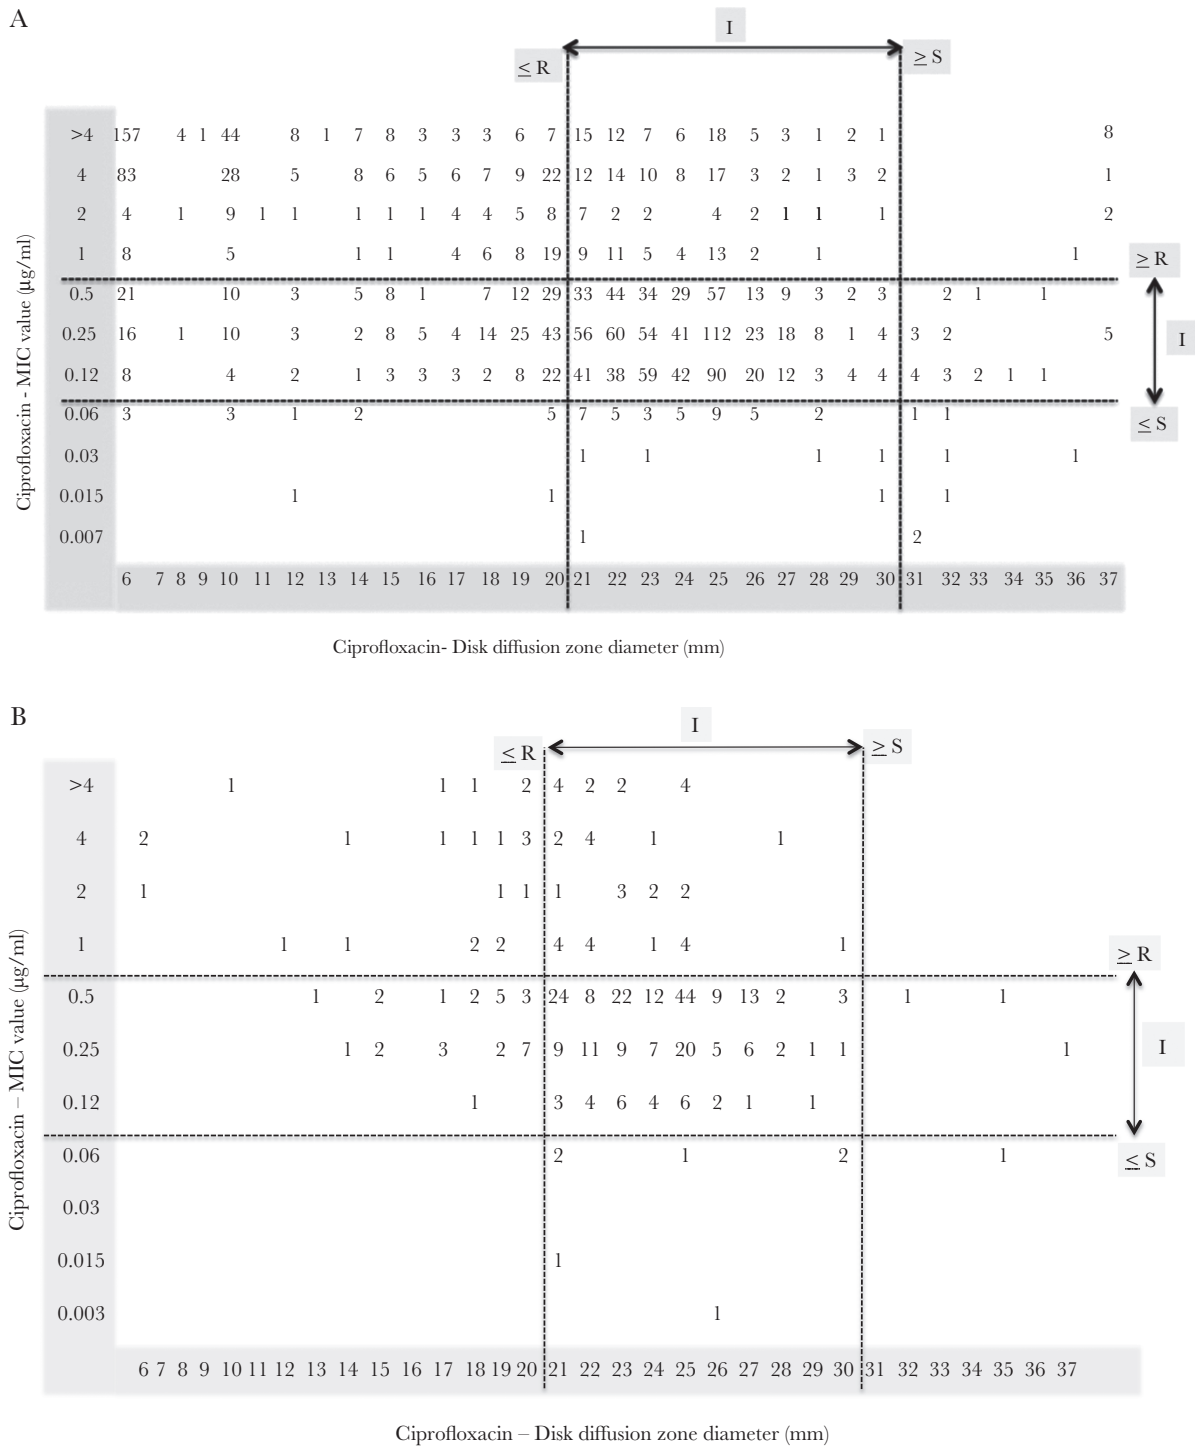 A
I
≤ R
≥ S
>4 157 4 1 44 8 1 7 8 3 3 3 6 7 15 12 7 6 18 5 3 1 2 1 8
4 83 28 5 8 6 5 6 7 9 22 12 14 10 8 17 3 2 1 3 2 1
2 4 1 9 1 1 1 1 1 4 4 5 8 7 2 2 4 2 1 1 1 2
1 8 5 1 1 4 6 8 19 9 11 5 4 13 2 1 1
≥ R
0.5 21 10 3 5 8 1 7 12 29 33 44 34 29 57 13 9 3 2 3 2 1 1
0.25 16 1 10 3 2 8 5 4 14 25 43 56 60 54 41 112 23 18 8 1 4 3 2 5
I
0.12 8 4 2 1 3 3 3 2 8 22 41 38 59 42 90 20 12 3 4 4 4 3 2 1 1
0.06 3 3 1 2 5 7 5 3 5 9 5 2 1 1
≤ S
0.03 1 1 1 1 1 1
0.015 1 1 1 1
0.007 1 2
6 7 8 9 10 11 12 13 14 15 16 17 18 19 20 21 22 23 24 25 26 27 28 29 30 31 32 33 34 35 36 37
Ciprofloxacin - MIC value (µg/ml)
Ciprofloxacin- Disk diffusion zone diameter (mm)
B
I
≤ R
≥ S
>4 1 1 1 2 4 2 2 4
4 2 1 1 1 1 3 2 4 1 1
2 1 1 1 1 3 2 2
1 1 1 2 2 4 4 1 4 1
≥ R
0.5 1 2 1 2 5 3 24 8 22 12 44 9 13 2 3 1 1
0.25 1 2 3 2 7 9 11 9 7 20 5 6 2 1 1 1
I
0.12 1 3 4 6 4 6 2 1 1
0.06 2 1 2 1
≤ S
0.03
0.015 1
0.003 1
6 7 8 9 10 11 12 13 14 15 16 17 18 19 20 21 22 23 24 25 26 27 28 29 30 31 32 33 34 35 36 37
Ciprofloxacin – MIC value (µg/ml)
Ciprofloxacin – Disk diffusion zone diameter (mm)